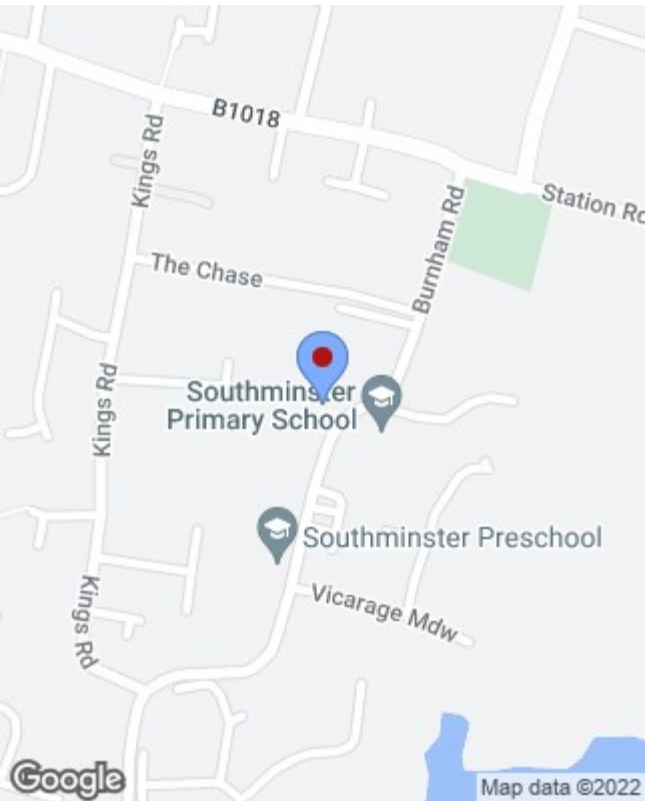 B1018
Kings Rd
Station Rd
Burnham Rd
The Chase
Kings Rd
Southminster
Primary School
Southminster Preschool
Kings Rd
Vicarage Mdw
Google
Map data ©2022